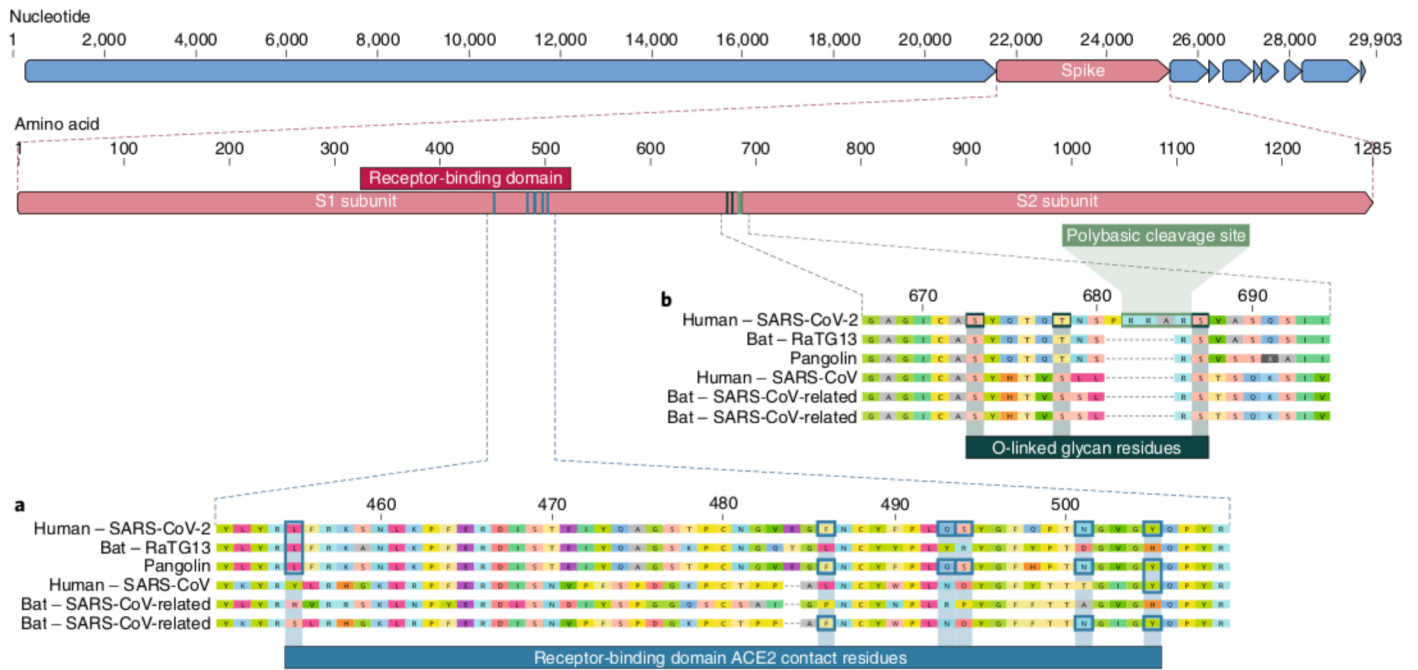 Nucleotide
1 2,000 4,000 6,000 8,000 10,000 12,000 14,000 16,000 18,000 20,000 22,000 24,000 26,000 28,000 29,903
Spike
Amino acid
1 100 200 300 400 500 600 700 800 900 1000 1100 1200 1285
Receptor-binding domain
S1 subunit S2 subunit
Polybasic cleavage site
b
670 680 690
Human – SARS-CoV-2 G A G I C A S Y Q T Q T N S P R R A R S V A S Q S I I
Bat – RaTG13 G A G I C A S Y Q T Q T N S ---------- R S V A S Q S I I
Pangolin G A G I C A S Y Q T Q T N S ---------- R S V S S X A I I
Human – SARS-CoV G A G I C A S Y H T V S L L ---------- R S T S Q K S I V
Bat – SARS-CoV-related G A G I C A S Y H T V S S L ---------- R S T S Q K S I V
Bat – SARS-CoV-related G A G I C A S Y H T V S S L ---------- R S T S Q K S I V
O-linked glycan residues
a
460 470 480 490 500
Human – SARS-CoV-2 Y L Y R L F R K S N L K P F E R D I S T E I Y Q A G S T P C N G V E G F N C Y F P L Q S Y G F Q P T N G V G Y Q P Y R
Bat – RaTG13 Y L Y R L F R K A N L K P F E R D I S T E I Y Q A G S K P C N G Q T G L N C Y Y P L Y R Y G F Y P T D G V G H Q P Y R
Pangolin Y L Y R L F R K S N L K P F E R D I S T E I Y Q A G S T P C N G V E G F N C Y F P L Q S Y G F H P T N G V G Y Q P Y R
Human – SARS-CoV Y K Y R Y L R H G K L R P F E R D I S N V P F S P D G K P C T P P -- A L N C Y W P L N D Y G F Y T T T G I G Y Q P Y R
Bat – SARS-CoV-related Y L Y R W V R R S K L N P Y E R D L S N D I Y S P G G Q S C S A I -- G P N C Y N P L R P Y G F F T T A G V G H Q P Y R
Bat – SARS-CoV-related Y K Y R S L R H G K L R P F E R D I S N V P F S P D G K P C T P P -- A F N C Y W P L N D Y G F F T T N G I G Y Q P Y R
Receptor-binding domain ACE2 contact residues